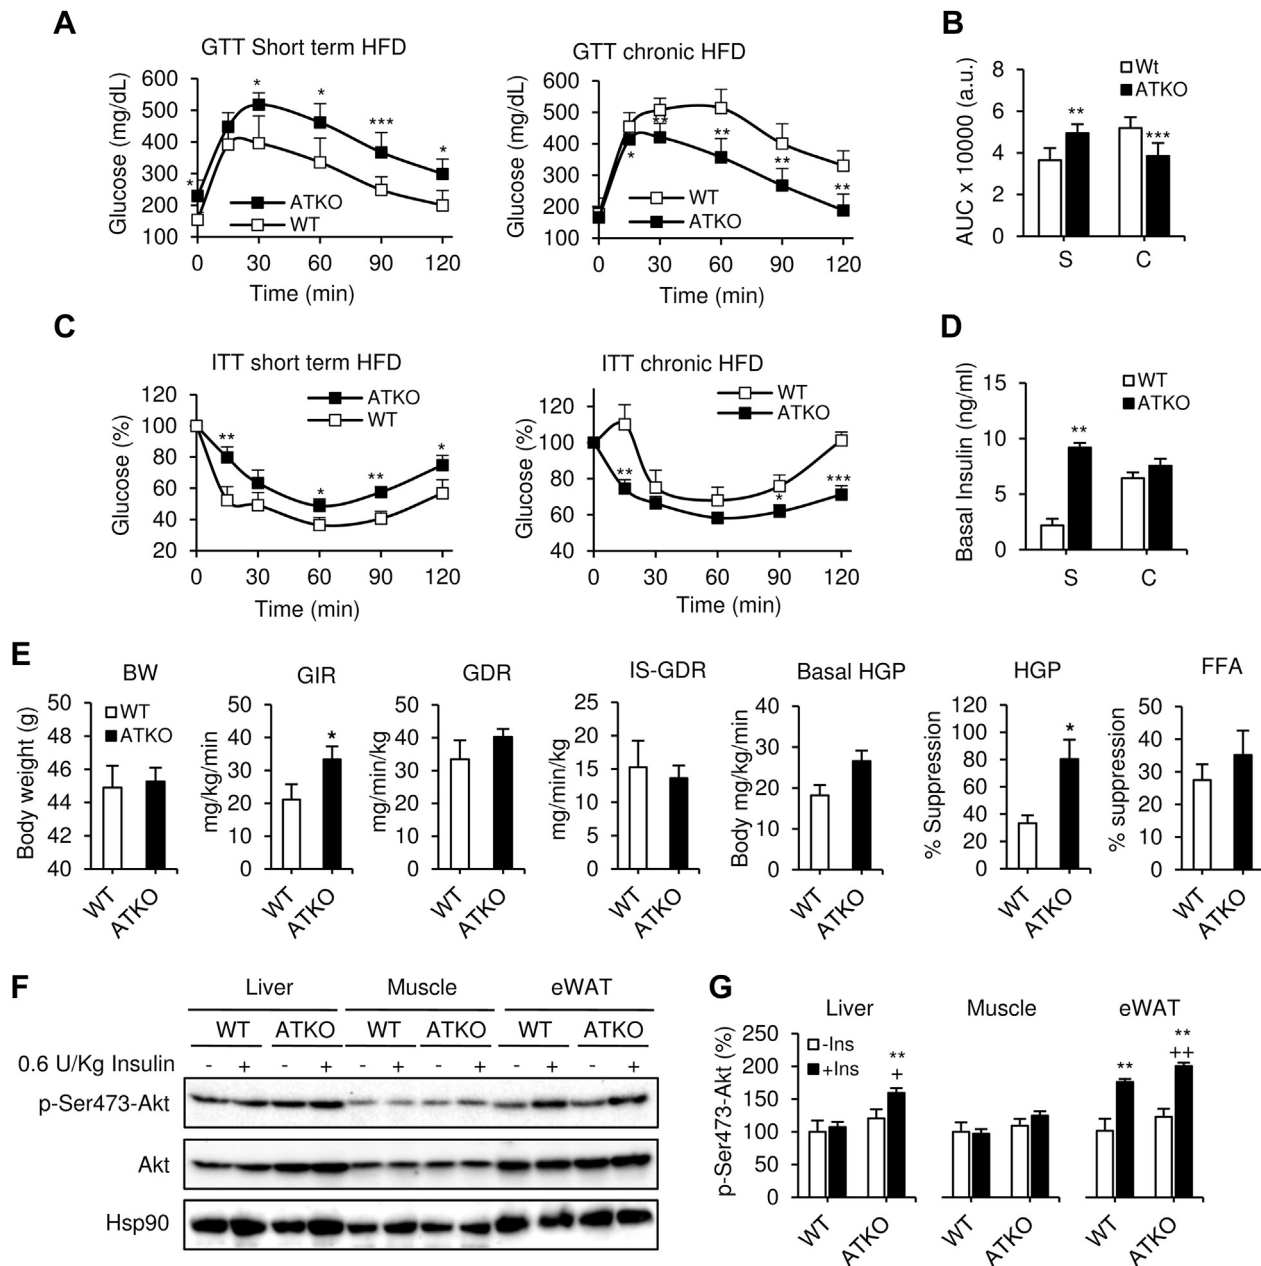 A
GTT Short term HFD
Glucose (mg/dL)
600
500
400
300
200
100
*
*
*
***
*
ATKO
WT
0 30 60 90 120
Time (min)
GTT chronic HFD
Glucose (mg/dL)
600
500
400
300
200
100
*
**
**
**
**
WT
ATKO
0 30 60 90 120
Time (min)
B
AUC x 10000 (a.u.)
8
6
4
2
0
Wt
ATKO
**
***
S C
C
ITT short term HFD
Glucose (%)
120
100
80
60
40
20
ATKO
WT
**
*
**
*
0 30 60 90 120
Time (min)
ITT chronic HFD
Glucose (%)
120
100
80
60
40
WT
ATKO
**
*
***
0 30 60 90 120
Time (min)
D
Basal Insulin (ng/ml)
15
10
5
0
WT
ATKO
**
S C
E
BW
Body weight (g)
50
48
46
44
42
40
WT
ATKO
WT ATKO
GIR
mg/kg/min
50
40
30
20
10
0
*
WT ATKO
GDR
mg/min/kg
50
40
30
20
10
0
WT ATKO
IS-GDR
mg/min/kg
25
20
15
10
5
0
WT ATKO
Basal HGP
Body mg/kg/min
40
30
20
10
0
WT ATKO
HGP
% Suppression
120
100
80
60
40
20
0
*
WT ATKO
FFA
% suppression
50
40
30
20
10
0
WT ATKO
F
Liver Muscle eWAT
WT ATKO WT ATKO WT ATKO
0.6 U/Kg Insulin - + - + - + - + - + - +
p-Ser473-Akt
Akt
Hsp90
G
Liver Muscle eWAT
p-Ser473-Akt (%)
250
200
150
100
50
0
-Ins
+Ins
**
+
**
**
++
WT ATKO WT ATKO WT ATKO